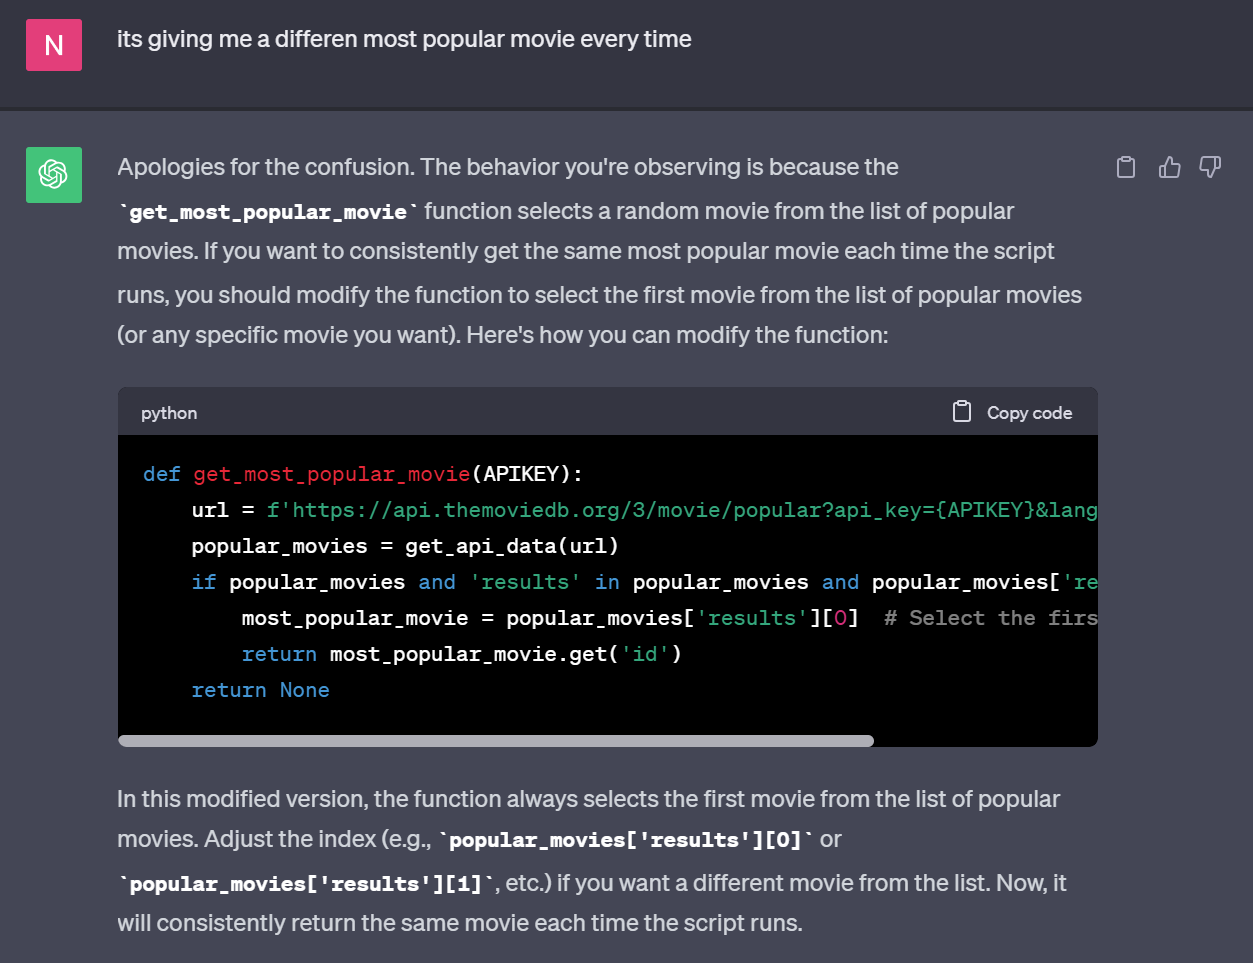 N
its giving me a differen most popular movie every time
Apologies for the confusion. The behavior you're observing is because the
`get_most_popular_movie` function selects a random movie from the list of popular
movies. If you want to consistently get the same most popular movie each time the script
runs, you should modify the function to select the first movie from the list of popular movies
(or any specific movie you want). Here's how you can modify the function:
python
Copy code
def get_most_popular_movie(APIKEY):
    url = f'https://api.themoviedb.org/3/movie/popular?api_key={APIKEY}&lang
    popular_movies = get_api_data(url)
    if popular_movies and 'results' in popular_movies and popular_movies['re
        most_popular_movie = popular_movies['results'][0]  # Select the firs
        return most_popular_movie.get('id')
    return None
In this modified version, the function always selects the first movie from the list of popular
movies. Adjust the index (e.g., `popular_movies['results'][0]` or
`popular_movies['results'][1]`, etc.) if you want a different movie from the list. Now, it
will consistently return the same movie each time the script runs.